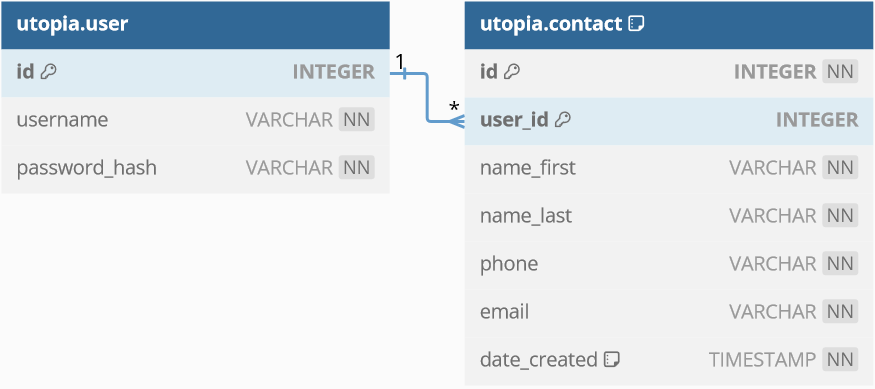 utopia.user
id INTEGER
username VARCHAR NN
password_hash VARCHAR NN
1
*
utopia.contact
id INTEGER NN
user_id INTEGER
name_first VARCHAR NN
name_last VARCHAR NN
phone VARCHAR NN
email VARCHAR NN
date_created TIMESTAMP NN